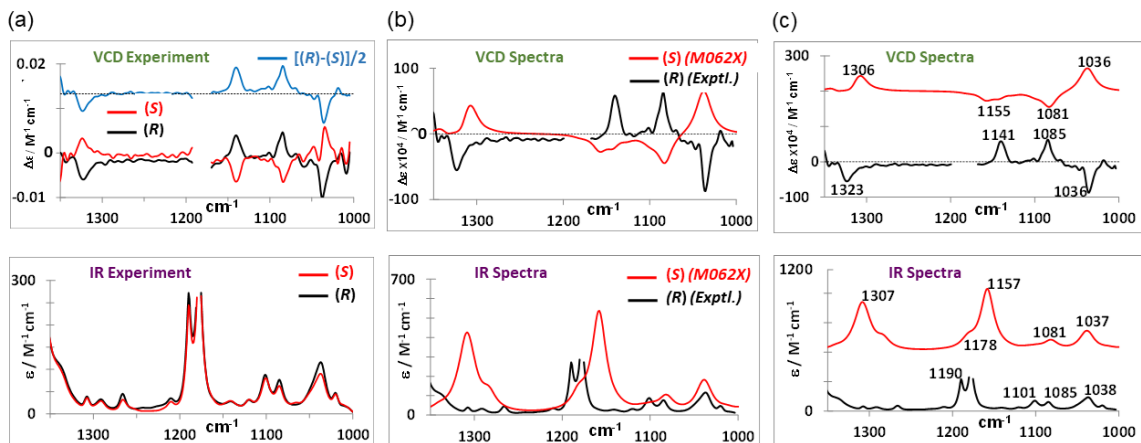 (a)
VCD Experiment
[(R)-(S)]/2
0.02
(S)
(R)
0
-0.01
Δε / M⁻¹ cm⁻¹
1300
1200
1100
1000
cm⁻¹
IR Experiment
(S)
(R)
300
0
ε / M⁻¹ cm⁻¹
1300
1200
1100
1000
cm⁻¹
(b)
VCD Spectra
(S) (M062X)
(R) (Exptl.)
100
0
-100
Δε x10⁴ / M⁻¹ cm⁻¹
1300
1200
1100
1000
cm⁻¹
IR Spectra
(S) (M062X)
(R) (Exptl.)
700
0
ε / M⁻¹ cm⁻¹
1300
1200
1100
1000
cm⁻¹
(c)
VCD Spectra
300
0
-100
Δε x10⁴ / M⁻¹ cm⁻¹
1306
1036
1155
1081
1141
1085
1323
1036
1300
1200
1100
1000
cm⁻¹
IR Spectra
1200
0
ε / M⁻¹ cm⁻¹
1307
1157
1178
1081
1037
1190
1101
1085
1038
1300
1200
1100
1000
cm⁻¹